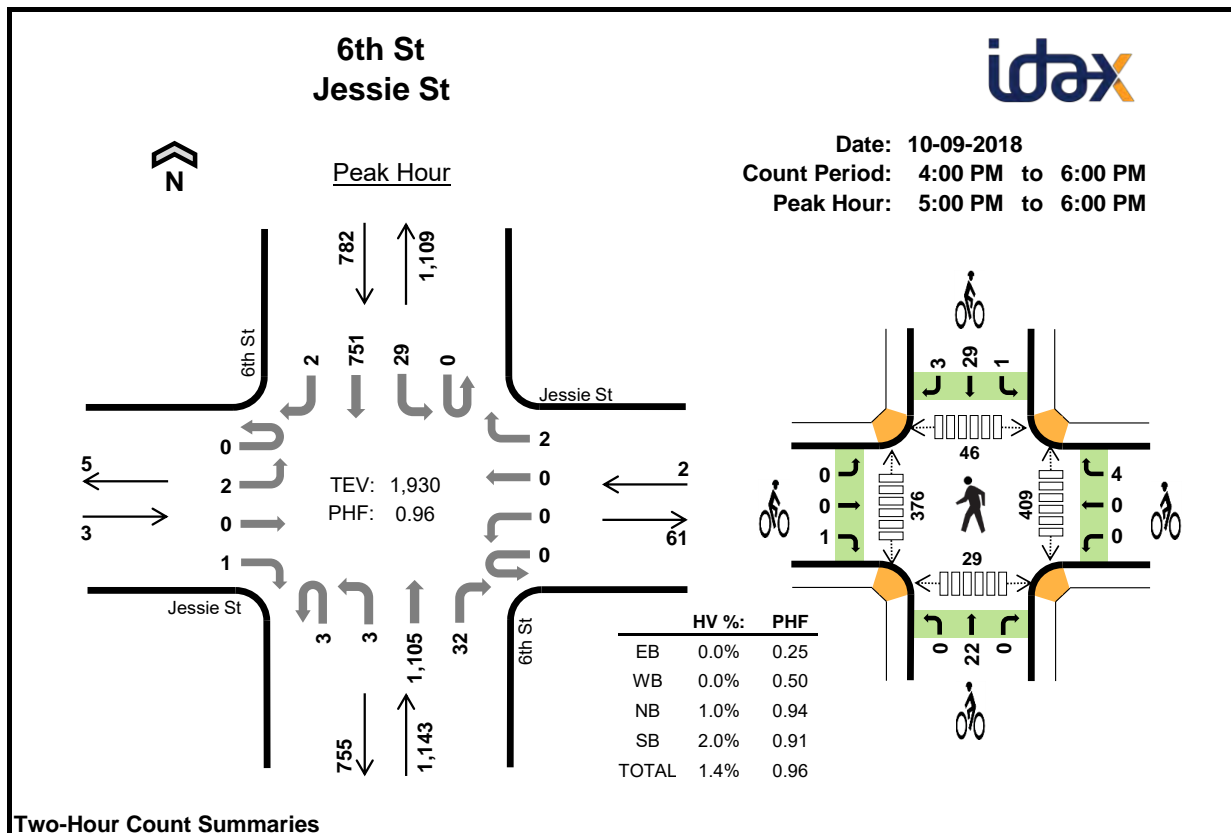 6th St
Jessie St
idax
N
Peak Hour
Date: 10-09-2018
Count Period: 4:00 PM to 6:00 PM
Peak Hour: 5:00 PM to 6:00 PM
782
1,109
6th St
2
751
29
0
Jessie St
0
2
0
1
5
3
TEV: 1,930
PHF: 0.96
2
0
0
0
2
61
Jessie St
3
3
1,105
32
6th St
755
1,143
HV %: PHF
EB 0.0% 0.25
WB 0.0% 0.50
NB 1.0% 0.94
SB 2.0% 0.91
TOTAL 1.4% 0.96
3
29
1
46
0
0
1
376
409
4
0
0
29
0
22
0
Two-Hour Count Summaries